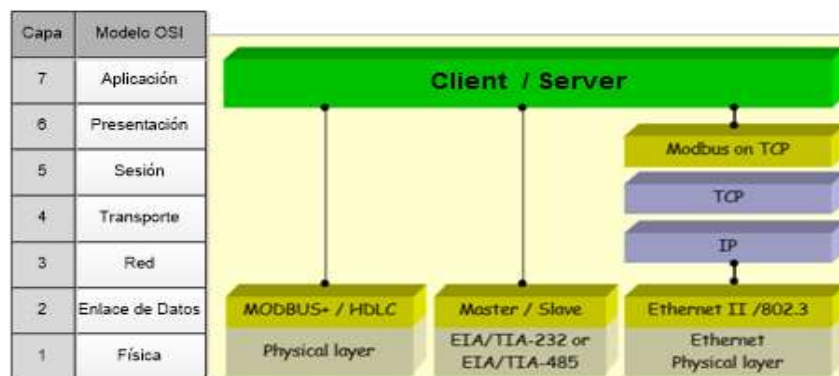 Capa Modelo OSI
7 Aplicación
Client / Server
6 Presentación
Modbus on TCP
5 Sesión
TCP
4 Transporte
IP
3 Red
2 Enlace de Datos
MODBUS+ / HDLC
Master / Slave
Ethernet II /802.3
1 Física
Physical layer
EIA/TIA-232 or
EIA/TIA-485
Ethernet
Physical layer